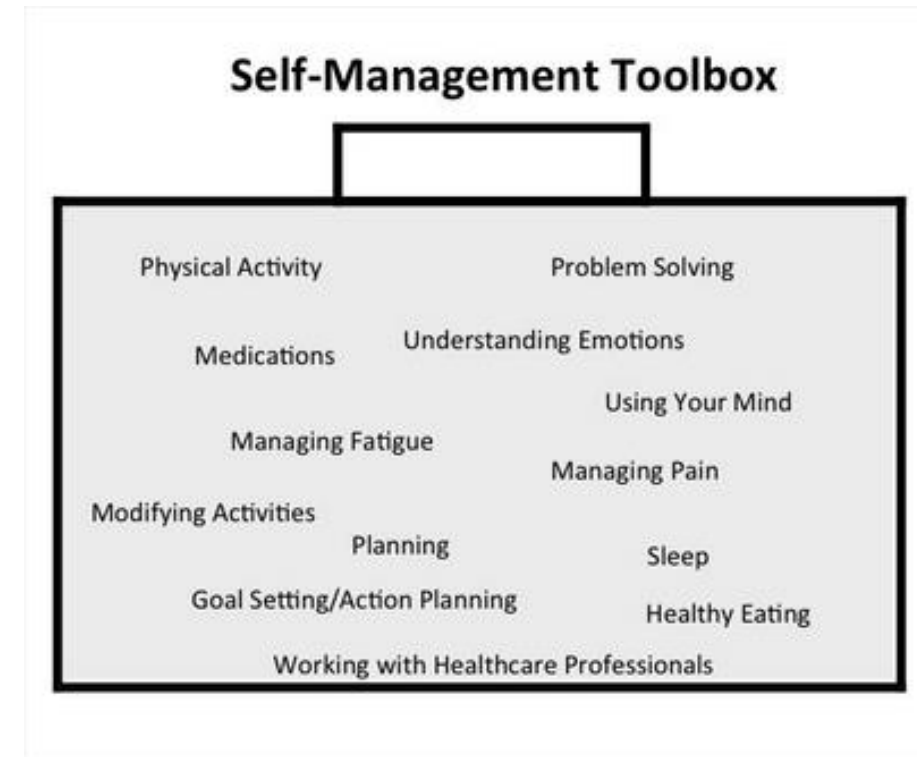 Self-Management Toolbox
Physical Activity
Problem Solving
Understanding Emotions
Medications
Using Your Mind
Managing Fatigue
Managing Pain
Modifying Activities
Planning
Sleep
Goal Setting/Action Planning
Healthy Eating
Working with Healthcare Professionals